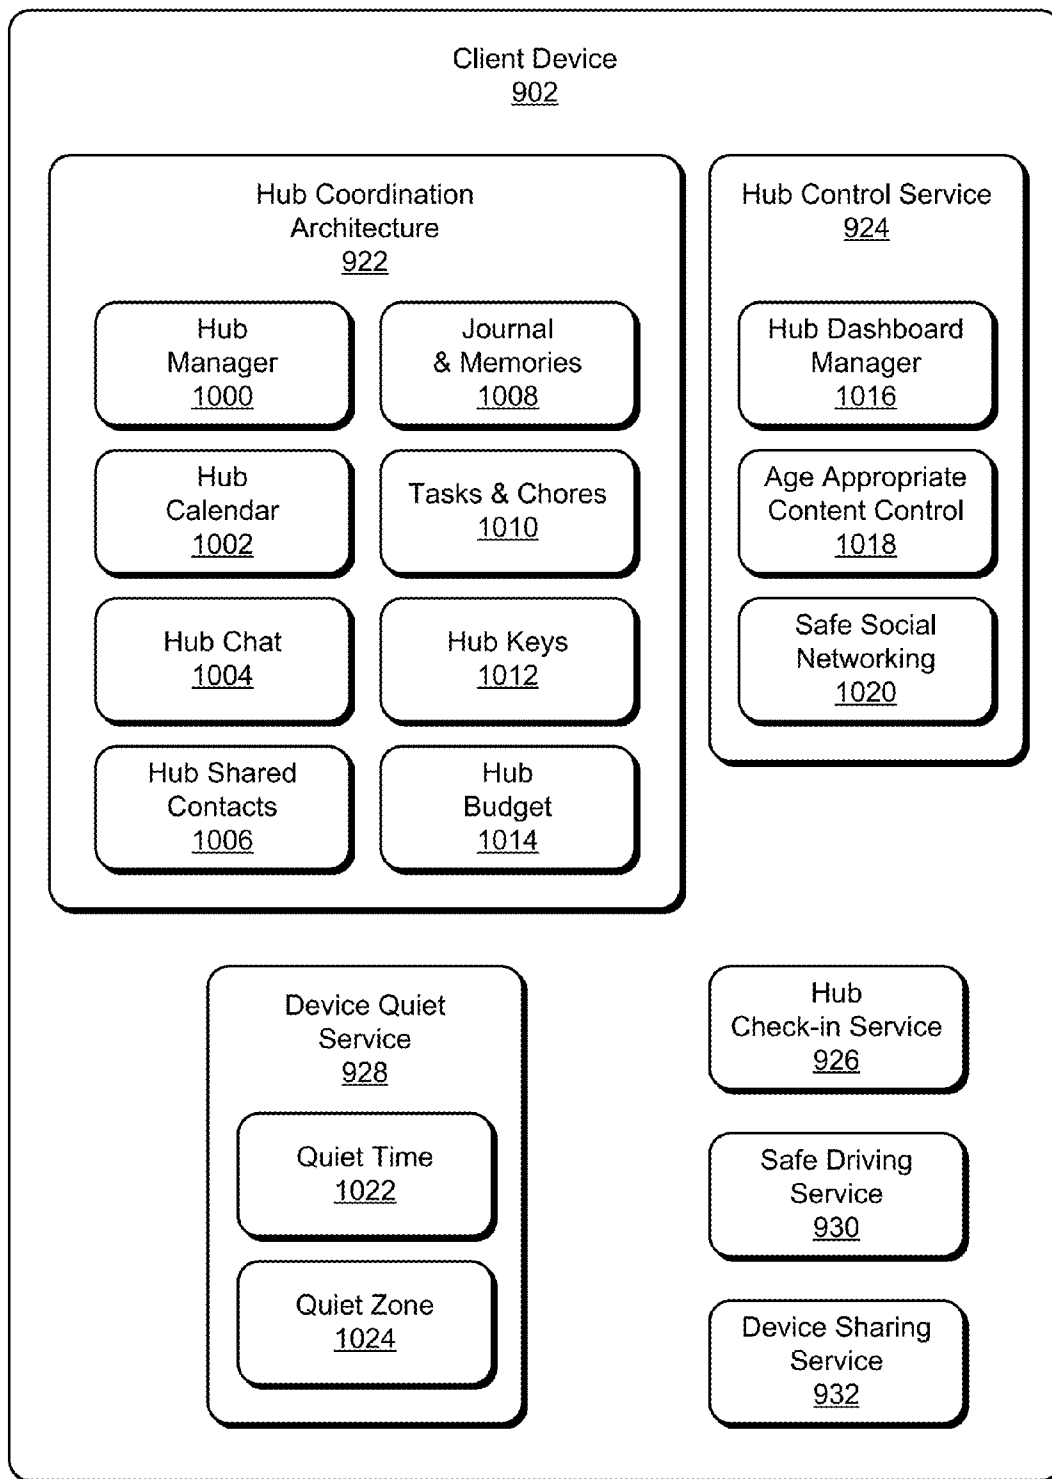 Client Device
902
Hub Coordination
Architecture
922
Hub
Manager
1000
Journal
& Memories
1008
Hub
Calendar
1002
Tasks & Chores
1010
Hub Chat
1004
Hub Keys
1012
Hub Shared
Contacts
1006
Hub
Budget
1014
Hub Control Service
924
Hub Dashboard
Manager
1016
Age Appropriate
Content Control
1018
Safe Social
Networking
1020
Device Quiet
Service
928
Quiet Time
1022
Quiet Zone
1024
Hub
Check-in Service
926
Safe Driving
Service
930
Device Sharing
Service
932